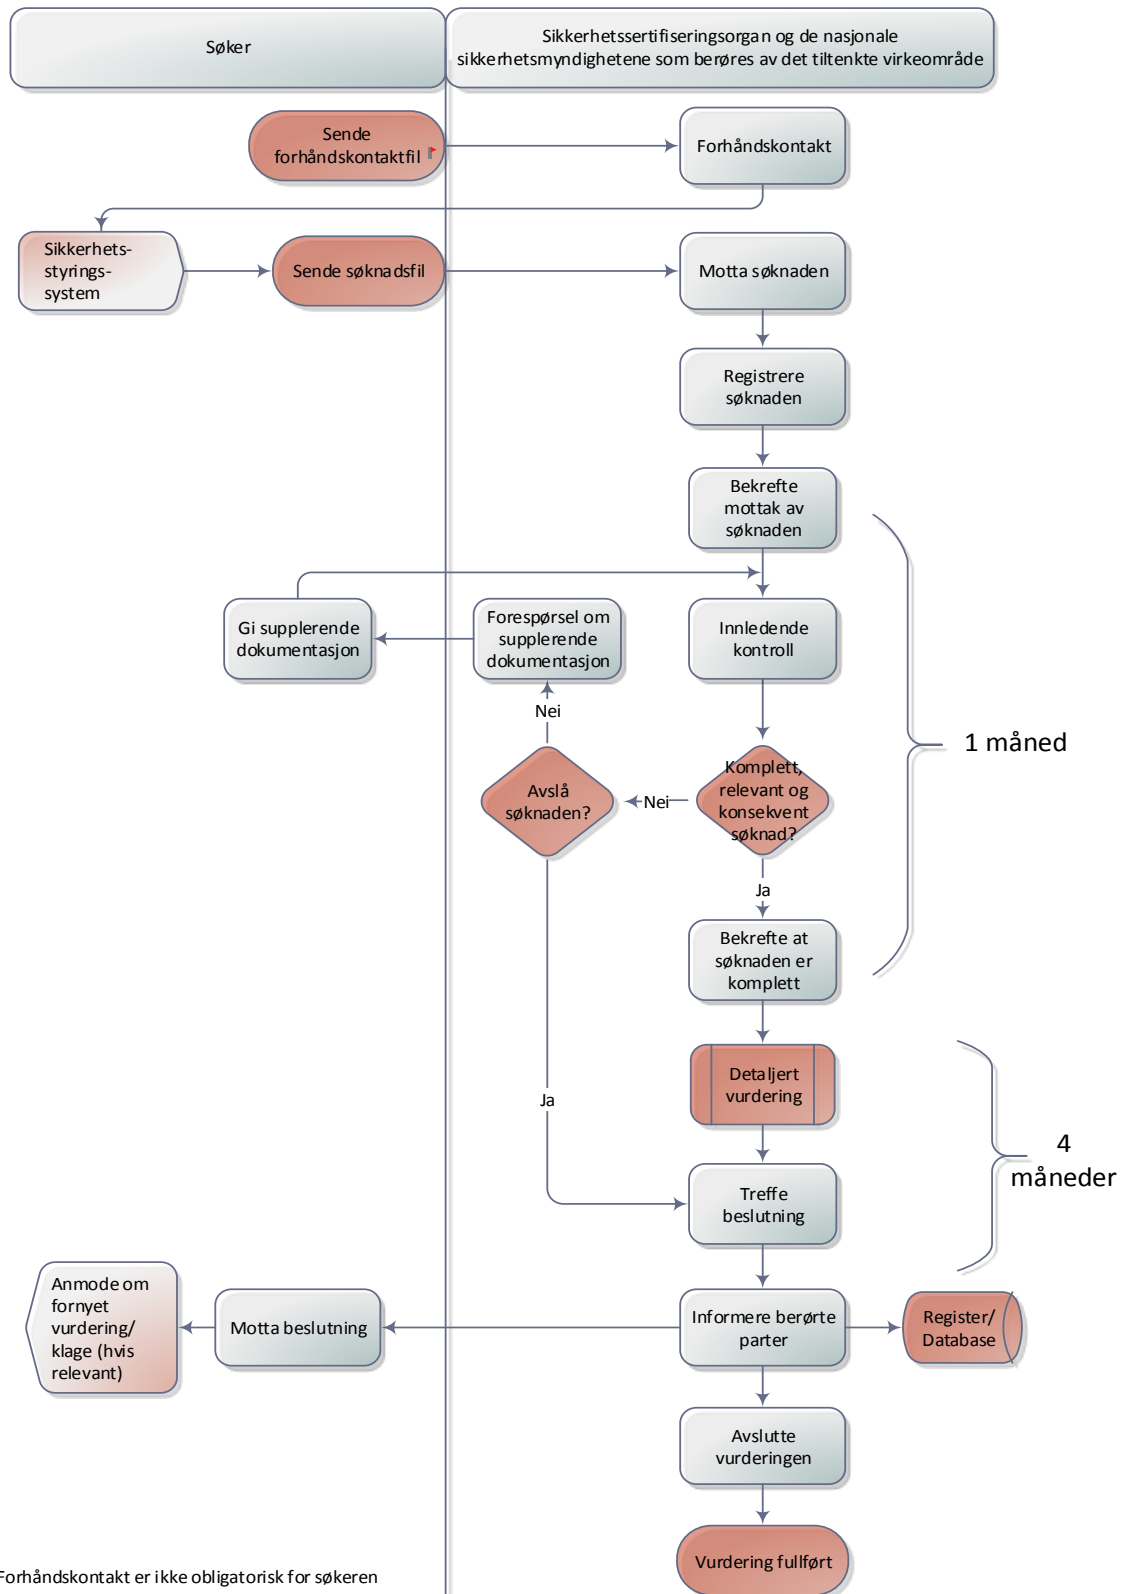 Søker
Sikkerhetssertifiseringsorgan og de nasjonale
sikkerhetsmyndighetene som berøres av det tiltenkte virkeområde
Sende
forhåndskontaktfil
Forhåndskontakt
Sikkerhets-
styrings-
system
Sende søknadsfil
Motta søknaden
Registrere
søknaden
Bekrefte
mottak av
søknaden
Gi supplerende
dokumentasjon
Forespørsel om
supplerende
dokumentasjon
Innledende
kontroll
Nei
1 måned
Avslå
søknaden?
Nei
Komplett,
relevant og
konsekvent
søknad?
Ja
Bekrefte at
søknaden er
komplett
Detaljert
vurdering
Ja
4
måneder
Treffe
beslutning
Anmode om
fornyet
vurdering/
klage (hvis
relevant)
Motta beslutning
Informere berørte
parter
Register/
Database
Avslutte
vurderingen
Vurdering fullført
Forhåndskontakt er ikke obligatorisk for søkeren